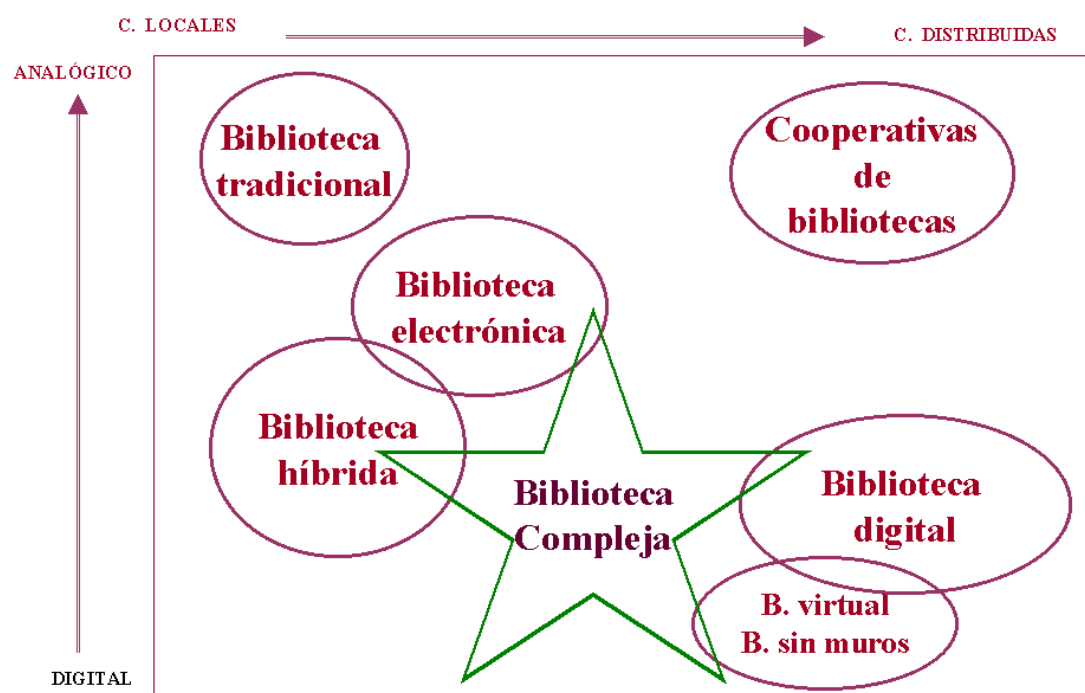 C. LOCALES
C. DISTRIBUIDAS
ANALÓGICO
Biblioteca
tradicional
Cooperativas
de
bibliotecas
Biblioteca
electrónica
Biblioteca
híbrida
Biblioteca
Compleja
Biblioteca
digital
B. virtual
B. sin muros
DIGITAL